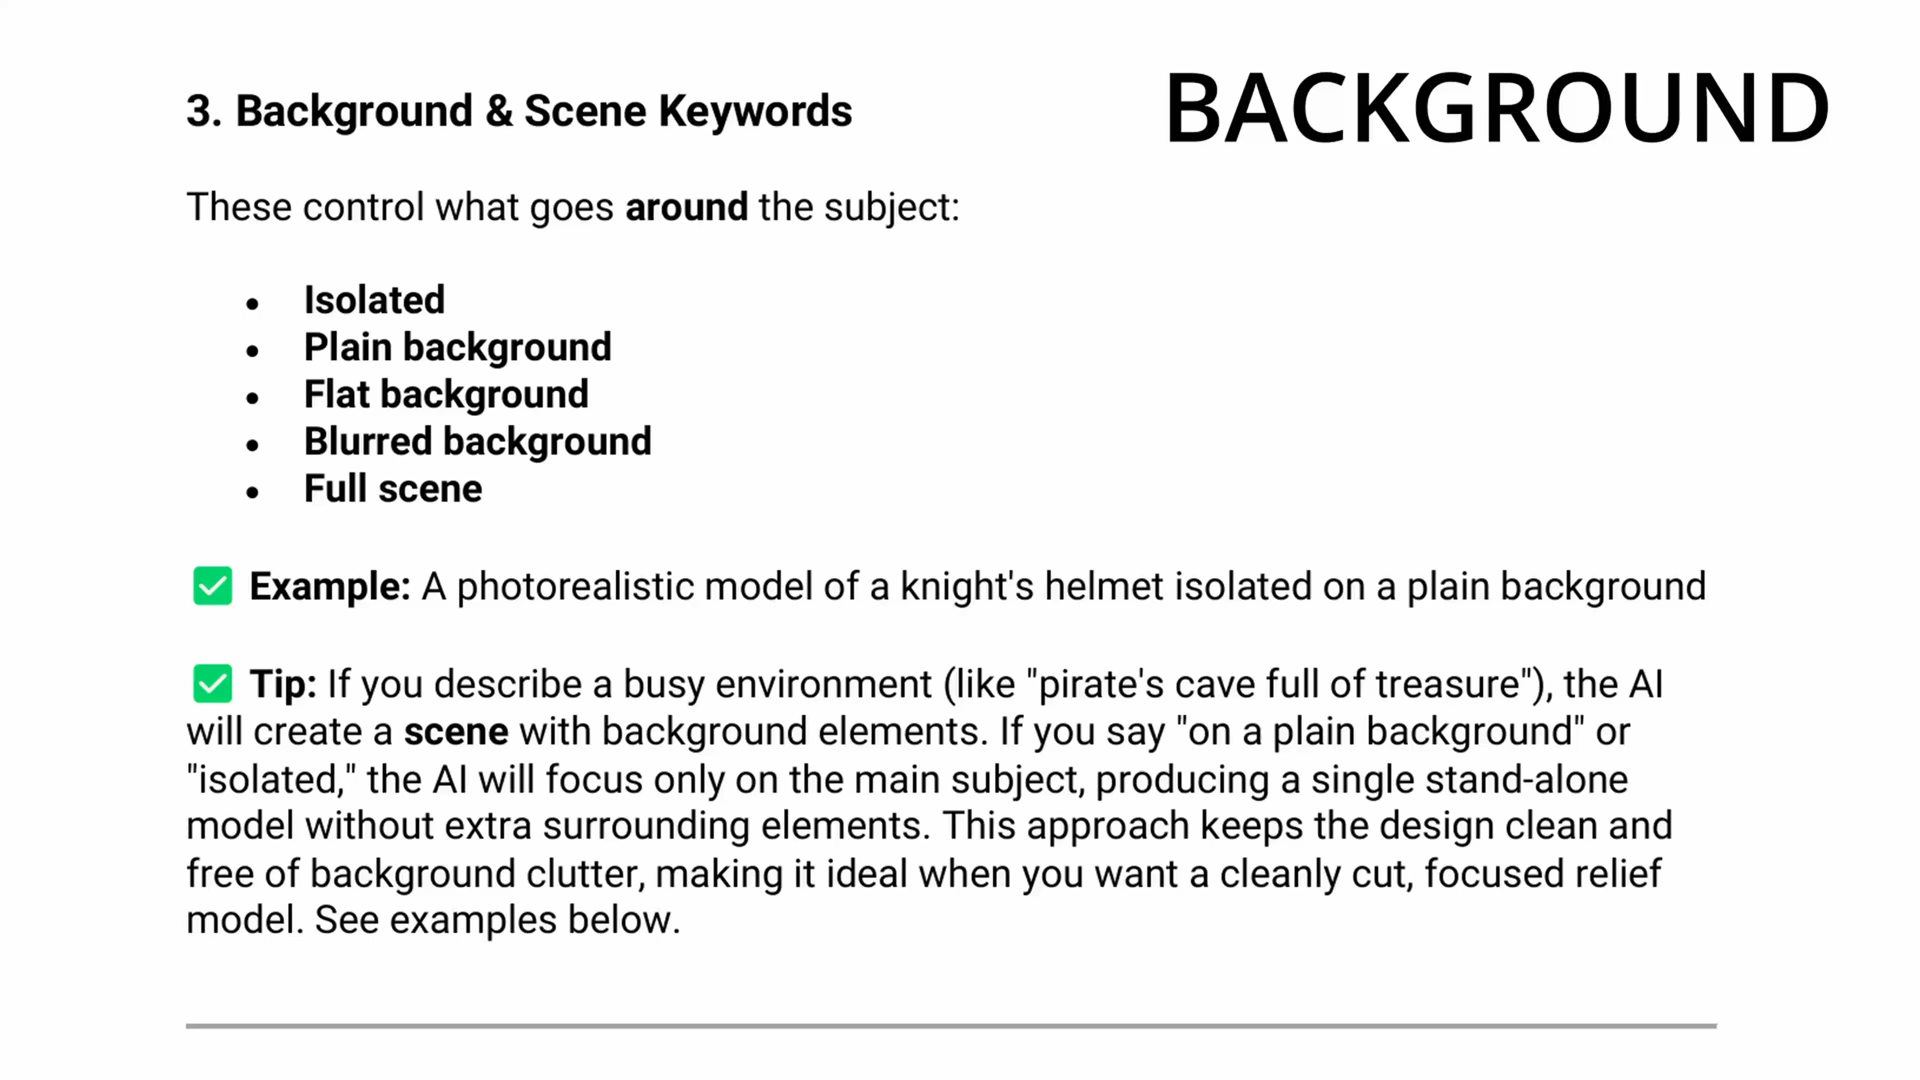 BACKGROUND
3. Background & Scene Keywords
These control what goes around the subject:
• Isolated
• Plain background
• Flat background
• Blurred background
• Full scene
✅ Example: A photorealistic model of a knight's helmet isolated on a plain background
✅ Tip: If you describe a busy environment (like "pirate's cave full of treasure"), the AI
will create a scene with background elements. If you say "on a plain background" or
"isolated," the AI will focus only on the main subject, producing a single stand-alone
model without extra surrounding elements. This approach keeps the design clean and
free of background clutter, making it ideal when you want a cleanly cut, focused relief
model. See examples below.